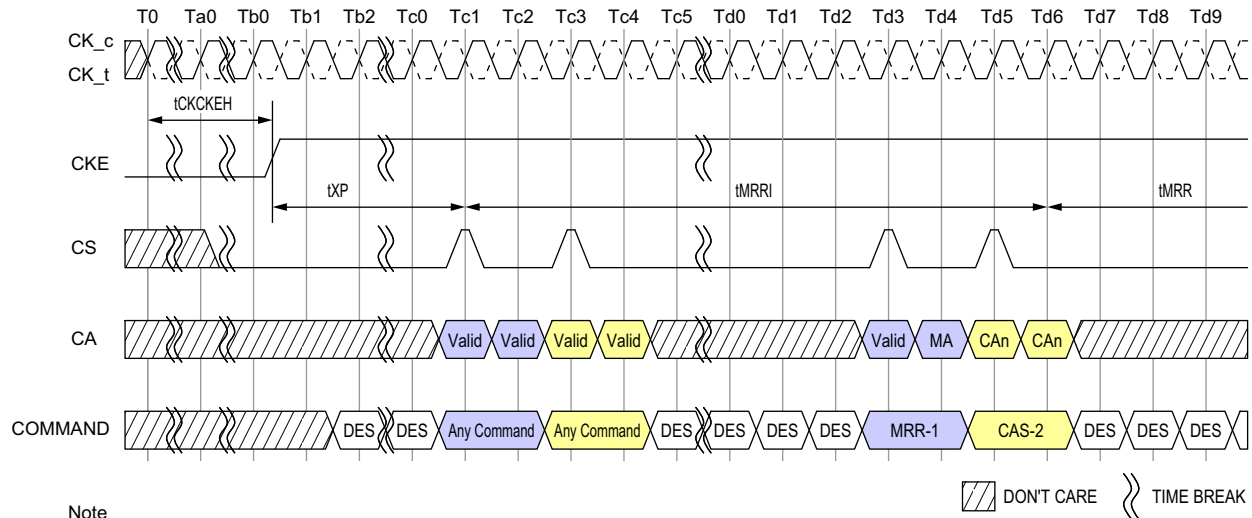 T0 Ta0 Tb0 Tb1 Tb2 Tc0 Tc1 Tc2 Tc3 Tc4 Tc5 Td0 Td1 Td2 Td3 Td4 Td5 Td6 Td7 Td8 Td9
CK_c
CK_t
tCKCKEH
CKE
tXP tMRRI tMRR
CS
CA Valid Valid Valid Valid Valid MA CAn CAn
COMMAND DES DES Any Command Any Command DES DES DES DES MRR-1 CAS-2 DES DES DES
DON'T CARE TIME BREAK
Note